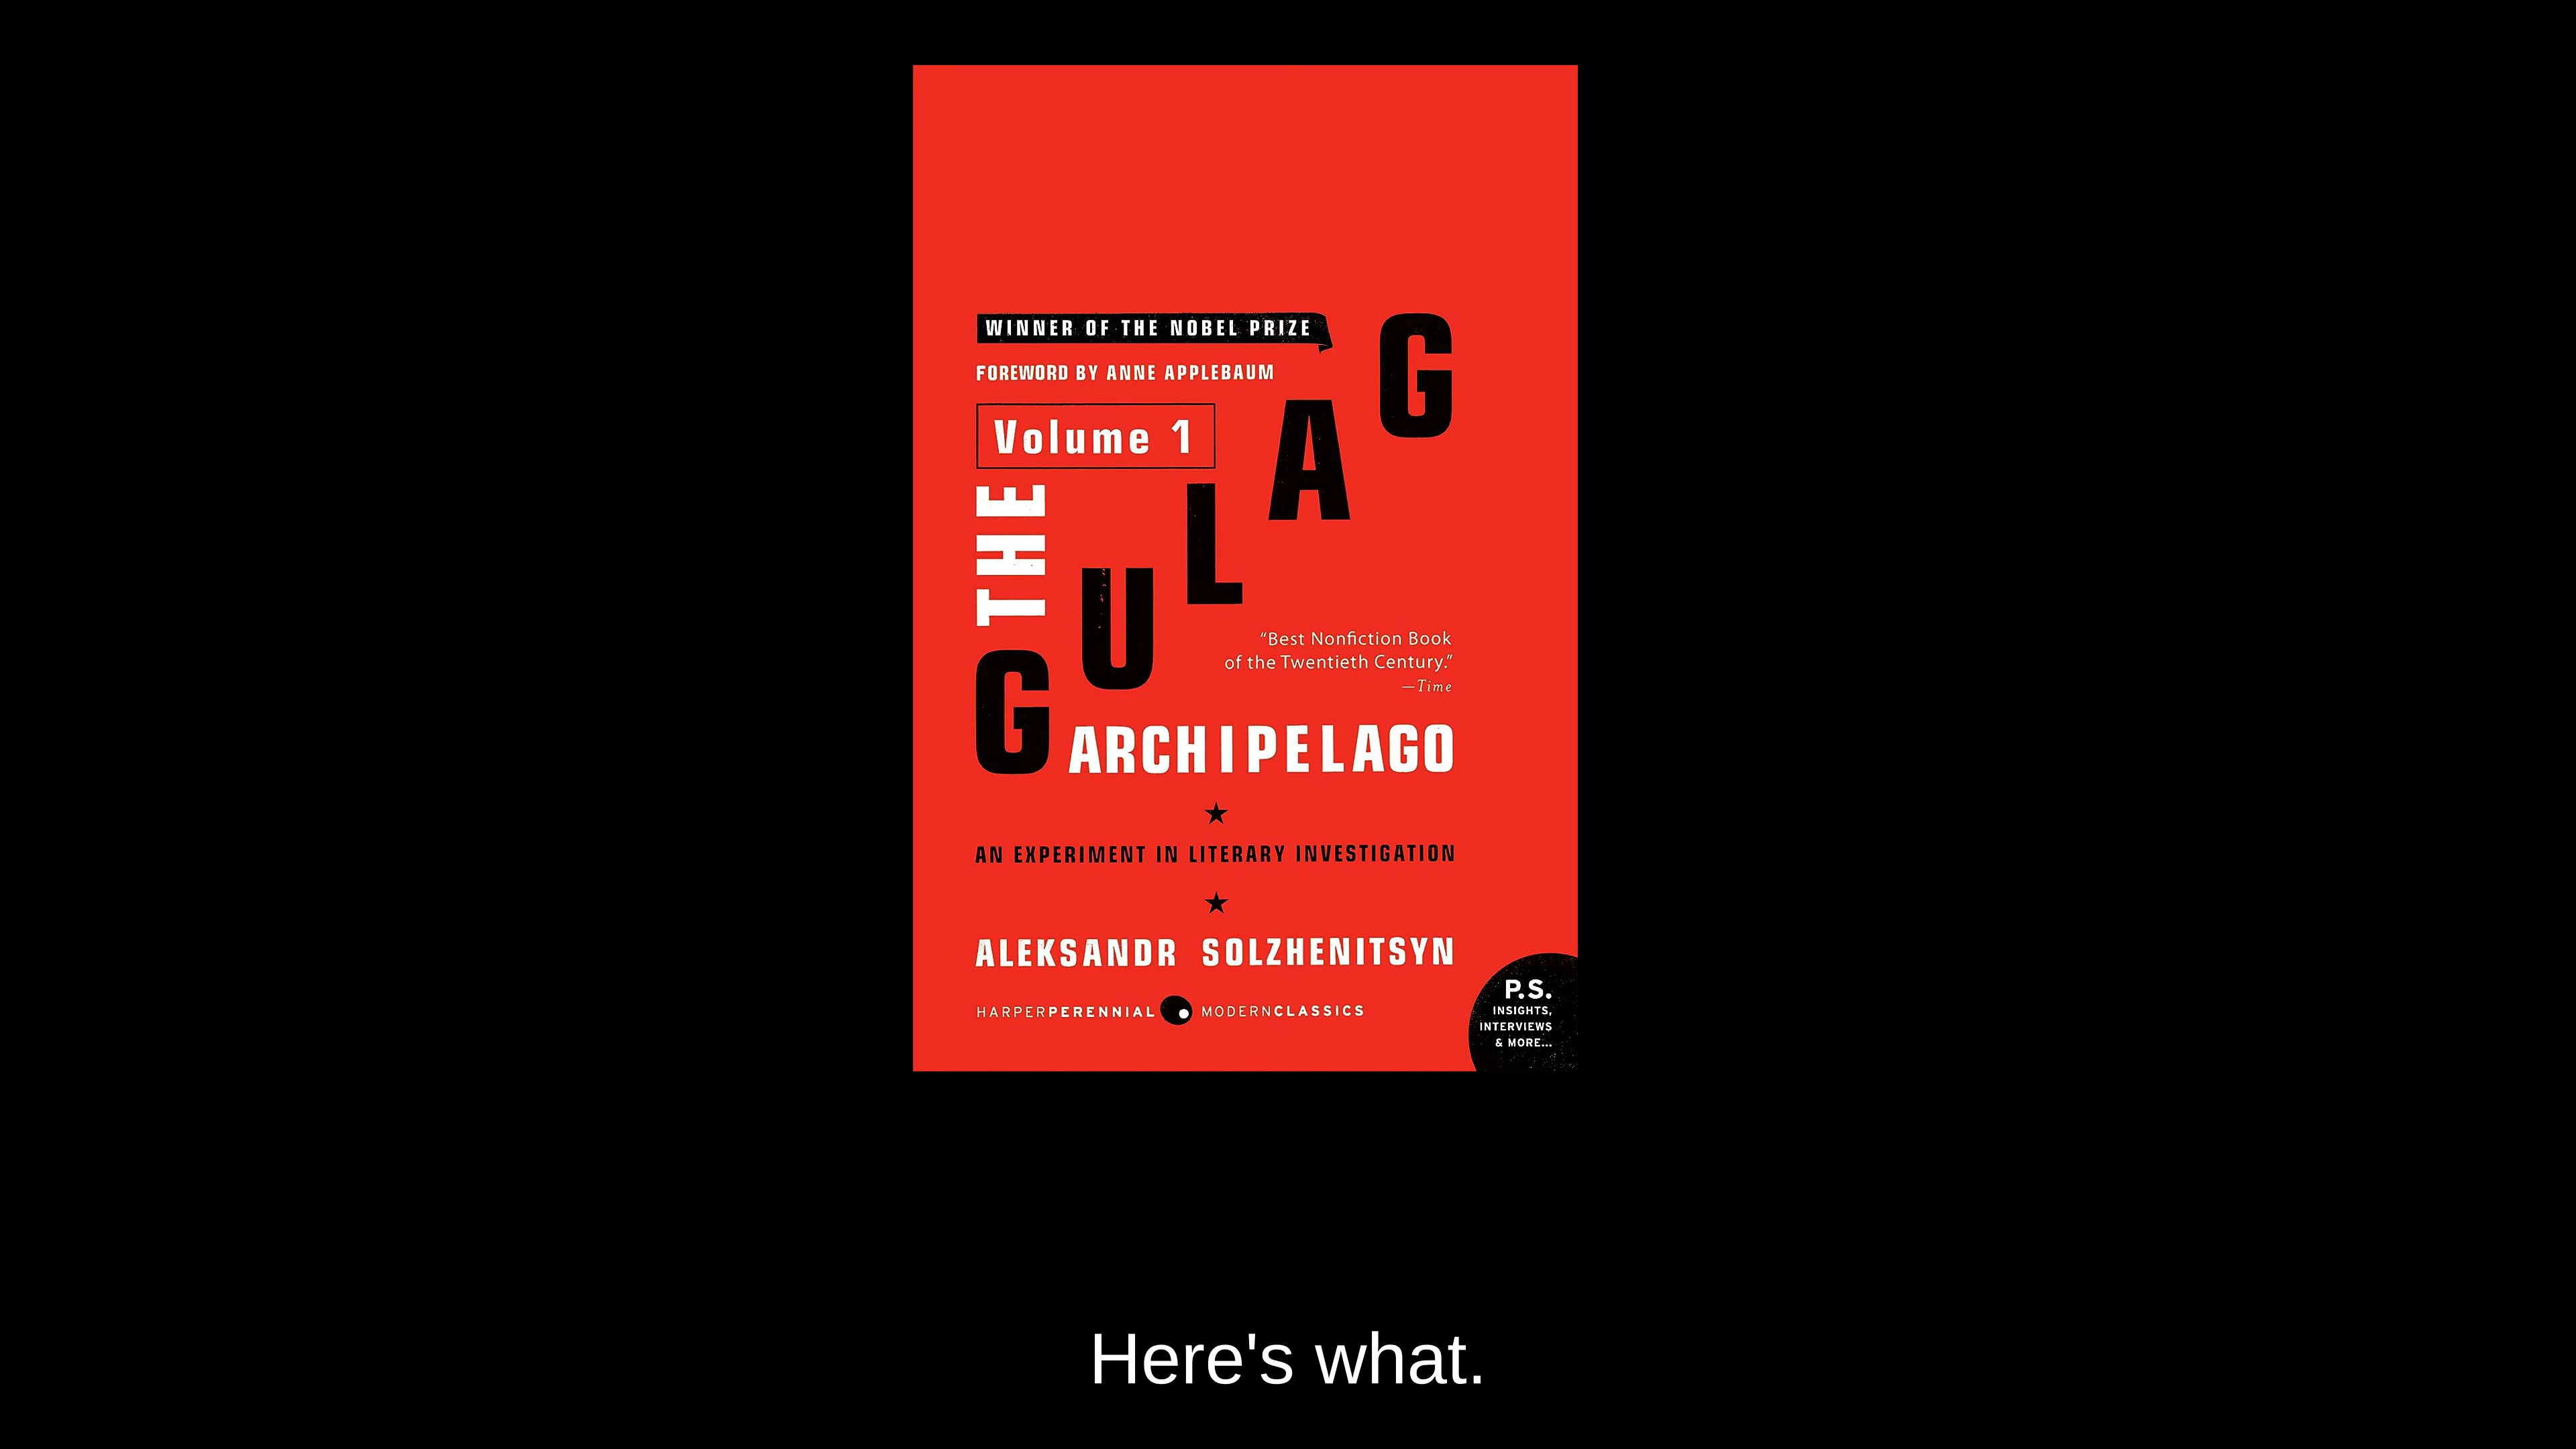 WINNER OF THE NOBEL PRIZE
FOREWORD BY ANNE APPLEBAUM
Volume 1
THE
GULAG
"Best Nonfiction Book
of the Twentieth Century."
—Time
ARCHIPELAGO
AN EXPERIMENT IN LITERARY INVESTIGATION
ALEKSANDR SOLZHENITSYN
HARPERPERENNIAL MODERNCLASSICS
P.S.
INSIGHTS,
INTERVIEWS
& MORE...
Here's what.